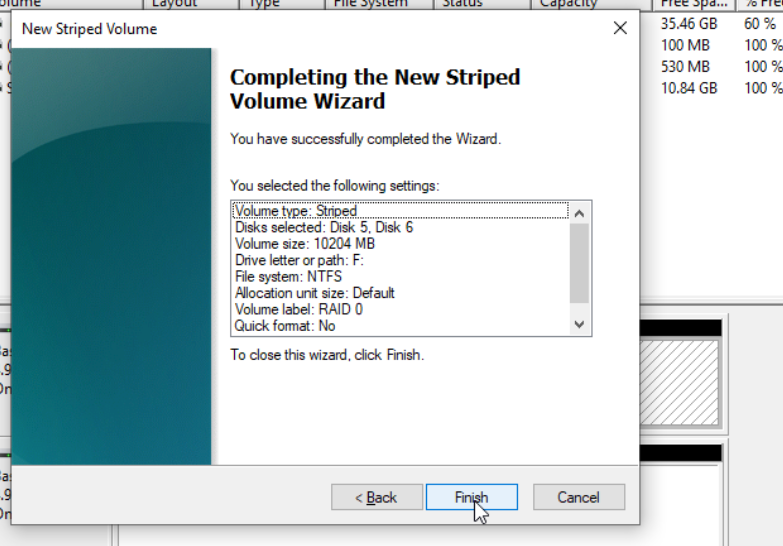 Layout Type File System Status Capacity Free Spa... % Fre
New Striped Volume
35.46 GB 60 %
100 MB 100 %
530 MB 100 %
10.84 GB 100 %
Completing the New Striped
Volume Wizard
You have successfully completed the Wizard.
You selected the following settings:
Volume type: Striped
Disks selected: Disk 5, Disk 6
Volume size: 10204 MB
Drive letter or path: F:
File system: NTFS
Allocation unit size: Default
Volume label: RAID 0
Quick format: No
To close this wizard, click Finish.
< Back Finish Cancel